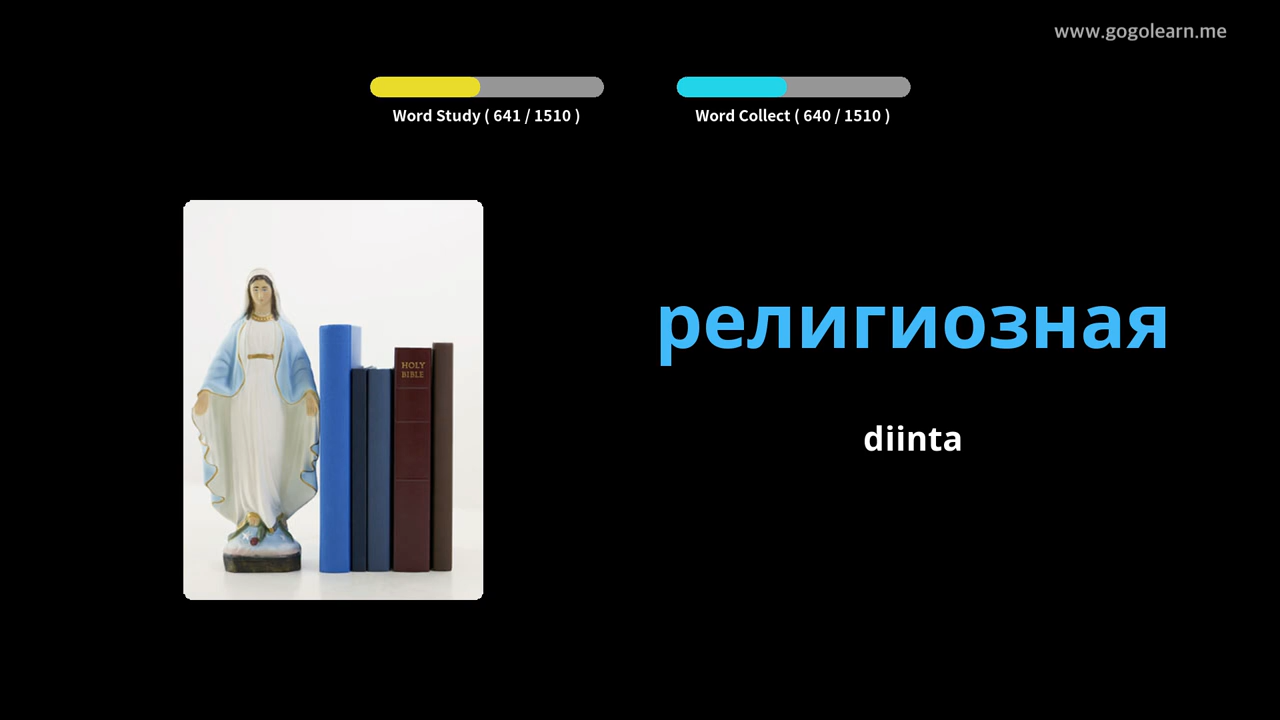 www.gogolearn.me
Word Study ( 641 / 1510 )
Word Collect ( 640 / 1510 )
HOLY
BIBLE
религиозная
diinta